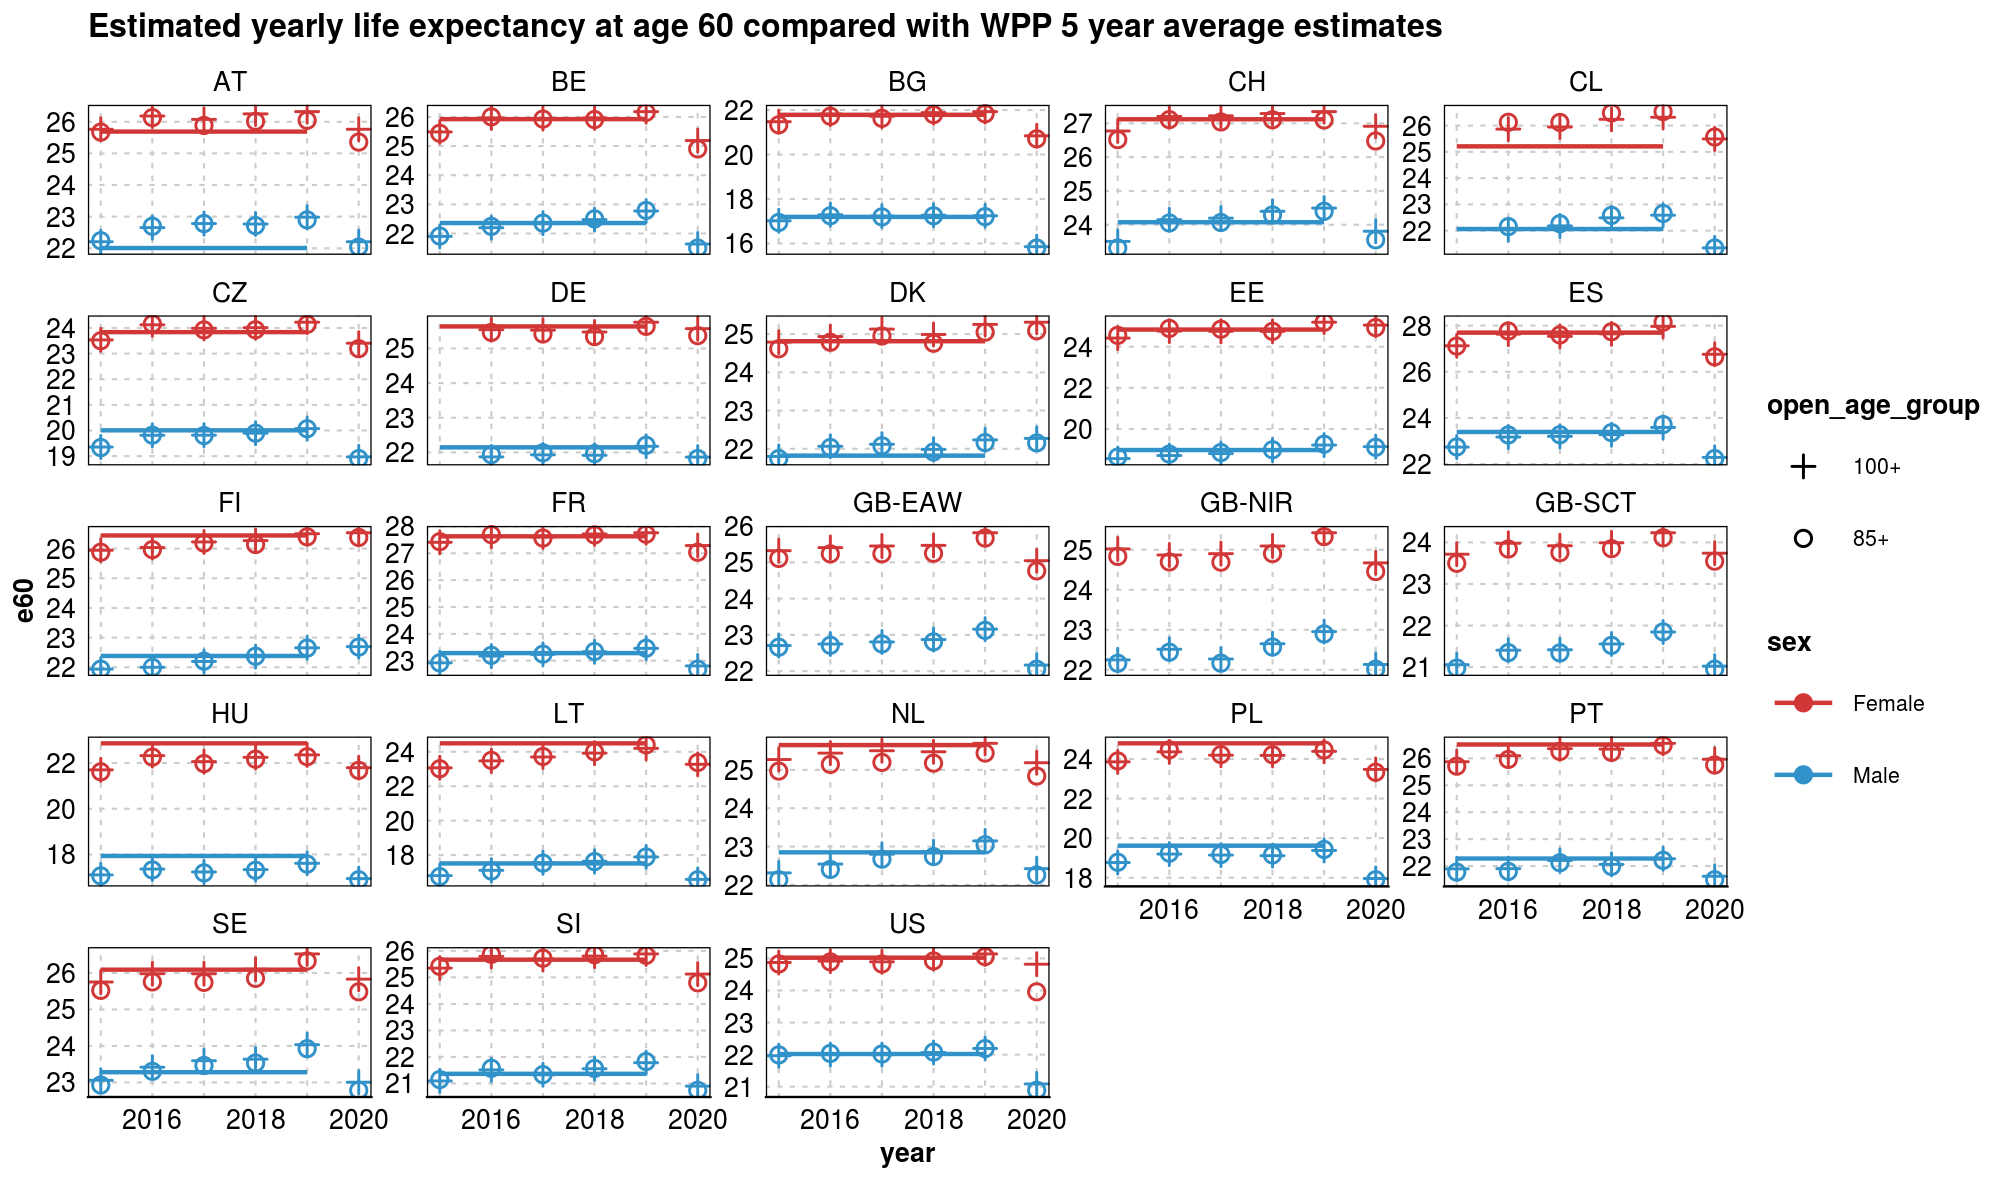 Estimated yearly life expectancy at age 60 compared with WPP 5 year average estimates
AT BE BG CH CL
26 25 24 23 22
26 25 24 23 22
22 20 18 16
27 26 25 24
26 25 24 23 22
CZ DE DK EE ES
24 23 22 21 20 19
25 24 23 22
25 24 23 22
24 22 20
28 26 24 22
FI FR GB-EAW GB-NIR GB-SCT
26 25 24 23 22
28 27 26 25 24 23
26 25 24 23 22
25 24 23 22
24 23 22 21
HU LT NL PL PT
22 20 18
24 22 20 18
25 24 23 22
24 22 20 18
26 25 24 23 22
2016 2018 2020
2016 2018 2020
SE SI US
26 25 24 23
26 25 24 23 22 21
25 24 23 22 21
2016 2018 2020
2016 2018 2020
2016 2018 2020
e60
year
open_age_group
100+
85+
sex
Female
Male